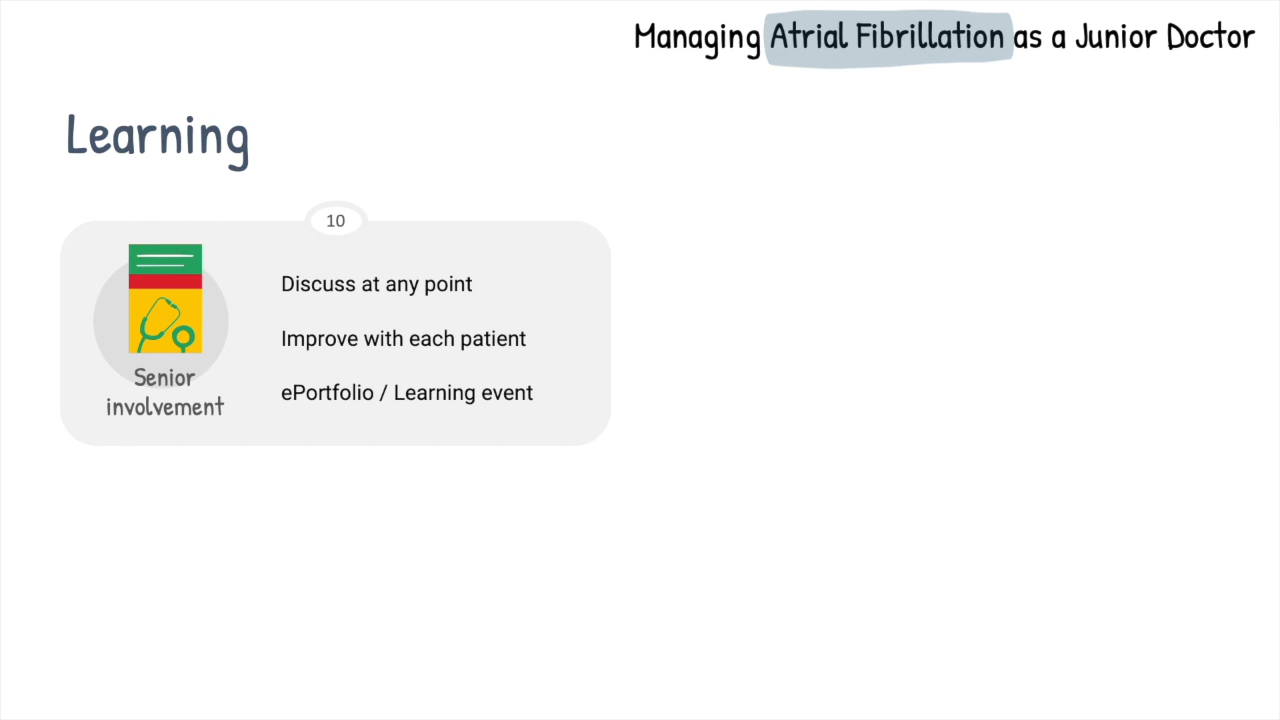 Managing Atrial Fibrillation as a Junior Doctor
Learning
10
Discuss at any point
Improve with each patient
ePortfolio / Learning event
Senior
involvement